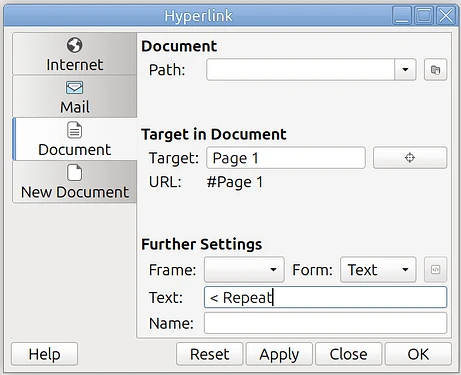 Hyperlink
Internet
Mail
Document
New Document
Document
Path:
Target in Document
Target: Page 1
URL: #Page 1
Further Settings
Frame: Form: Text
Text: < Repeat
Name:
Help Reset Apply Close OK